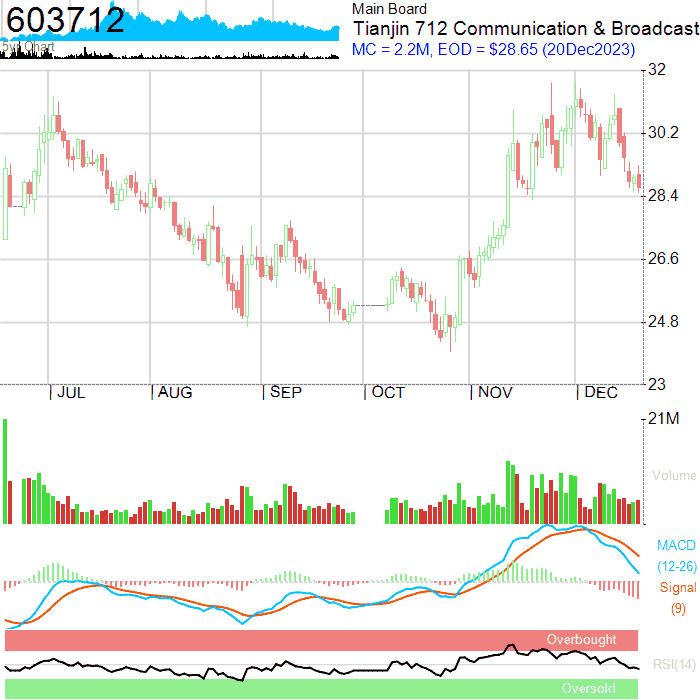 603712
5yr Chart
Main Board
Tianjin 712 Communication & Broadcast
MC = 2.2M, EOD = $28.65 (20Dec2023)
32
30.2
28.4
26.6
24.8
23
JUL AUG SEP OCT NOV DEC
21M
Volume
MACD
(12-26)
Signal
(9)
Overbought
RSI(14)
Oversold